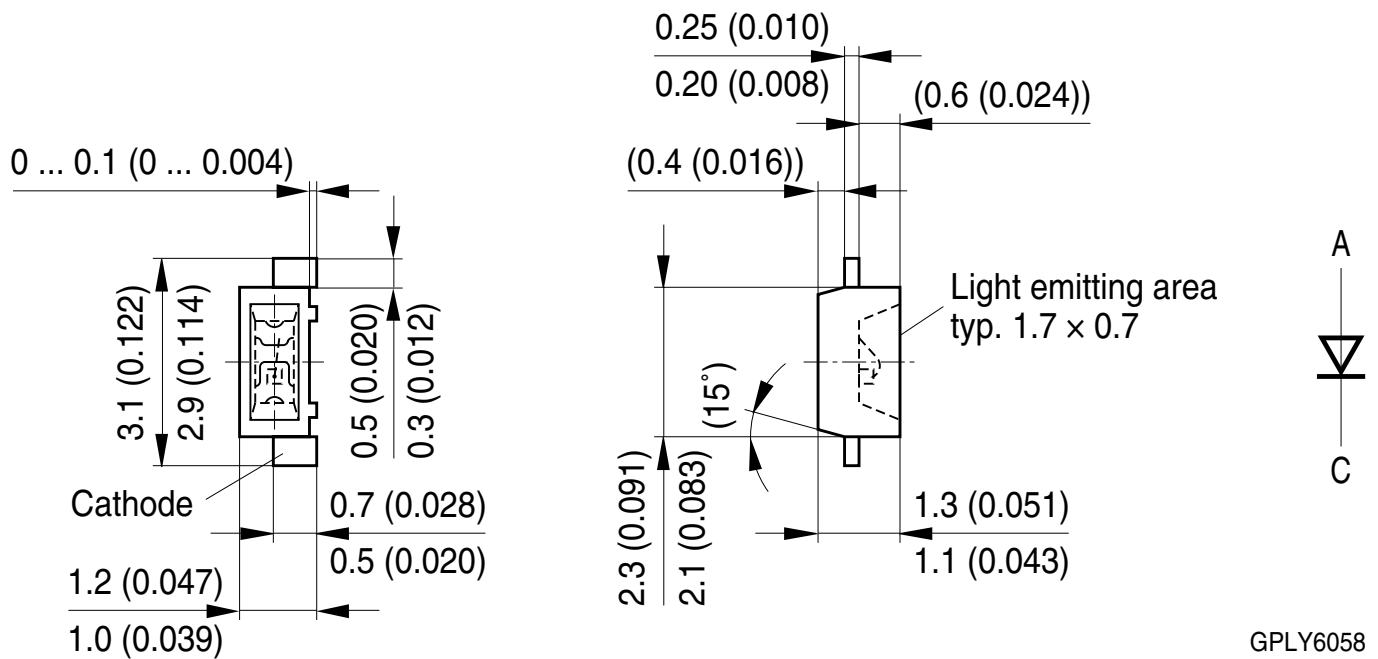 0.25 (0.010)
0.20 (0.008)
(0.6 (0.024))
0 ... 0.1 (0 ... 0.004)
(0.4 (0.016))
3.1 (0.122)
2.9 (0.114)
0.5 (0.020)
0.3 (0.012)
Cathode
0.7 (0.028)
0.5 (0.020)
1.2 (0.047)
1.0 (0.039)
Light emitting area
typ. 1.7 × 0.7
(15˚)
2.3 (0.091)
2.1 (0.083)
1.3 (0.051)
1.1 (0.043)
A
C
GPLY6058